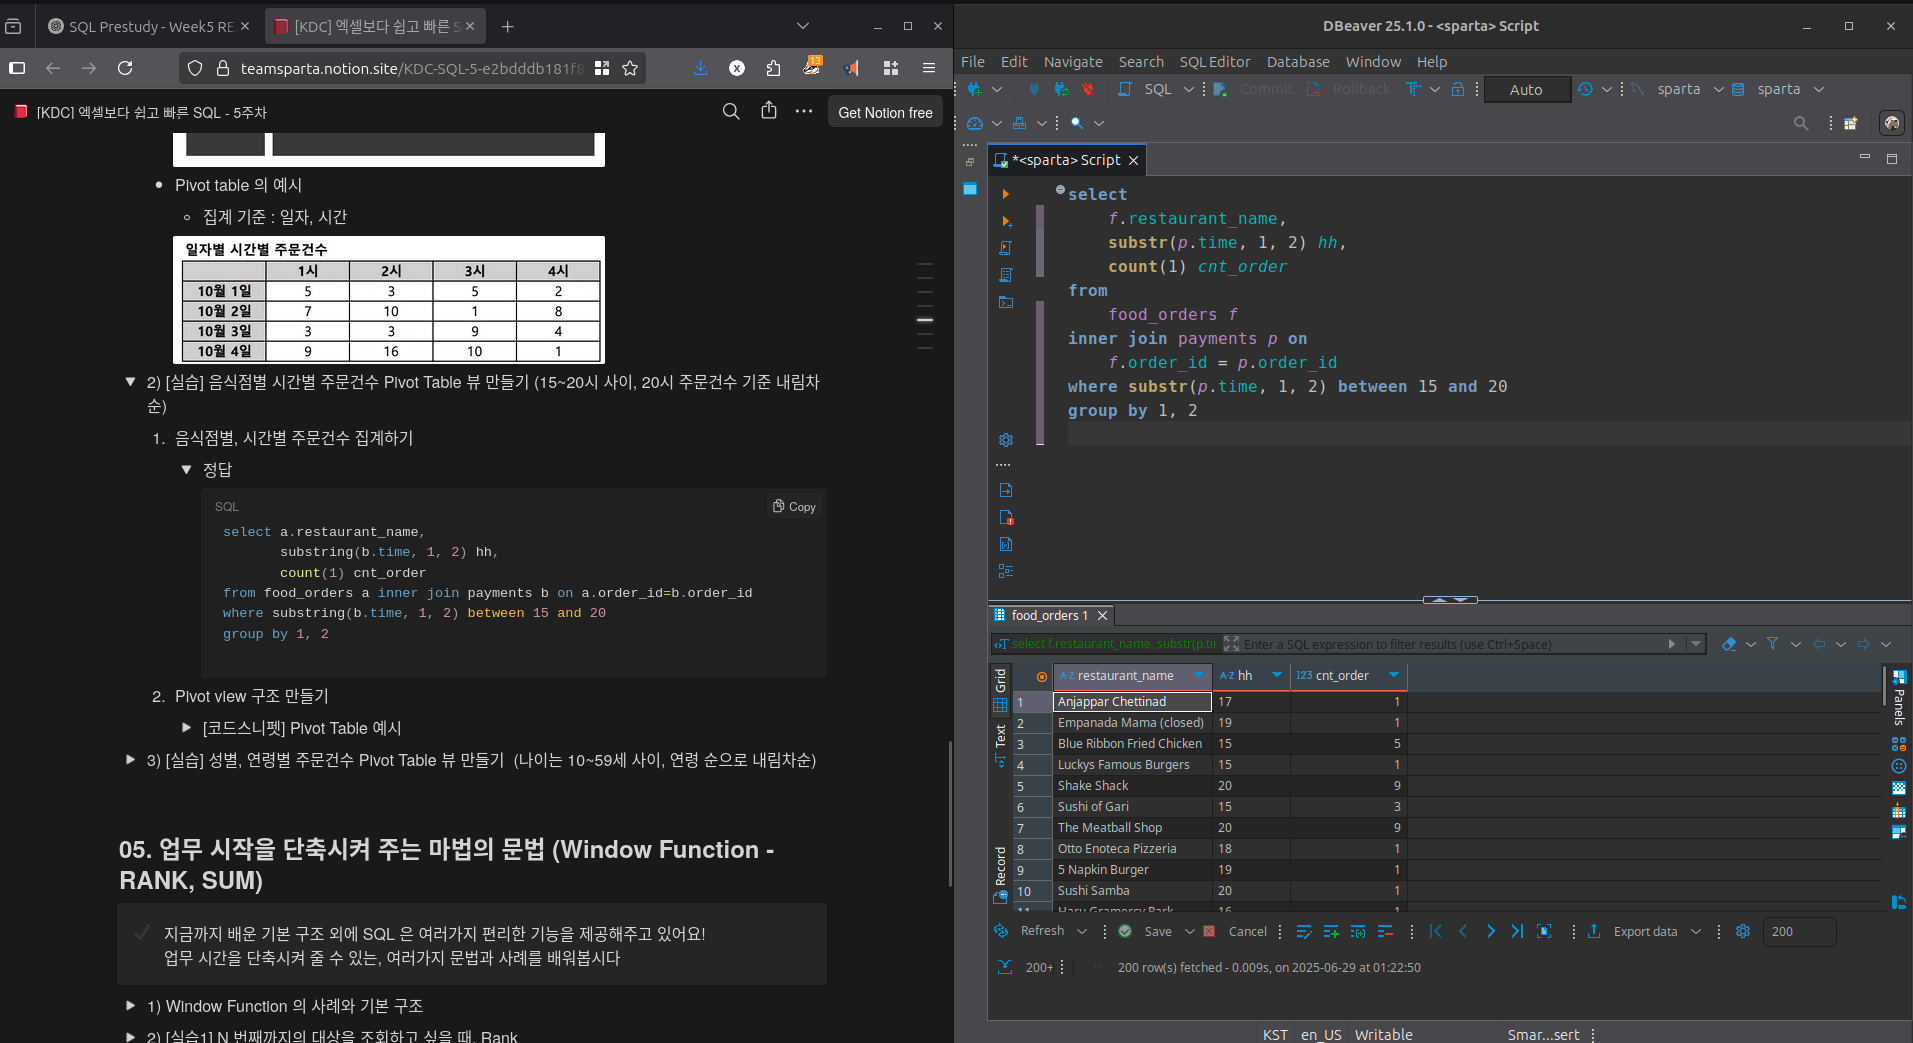 SQL Prestudy - Week5 RE
[KDC] 엑셀보다 쉽고 빠른 S
teamsparta.notion.site/KDC-SQL-5-e2bdddb181f8
13
[KDC] 엑셀보다 쉽고 빠른 SQL - 5주차
Get Notion free
Pivot table 의 예시
집계 기준 : 일자, 시간
일자별 시간별 주문건수
1시 2시 3시 4시
10월 1일 5 3 5 2
10월 2일 7 10 1 8
10월 3일 3 3 9 4
10월 4일 9 16 10 1
2) [실습] 음식점별 시간별 주문건수 Pivot Table 뷰 만들기 (15~20시 사이, 20시 주문건수 기준 내림차
순)
1. 음식점별, 시간별 주문건수 집계하기
정답
SQL
Copy
select a.restaurant_name,
substring(b.time, 1, 2) hh,
count(1) cnt_order
from food_orders a inner join payments b on a.order_id=b.order_id
where substring(b.time, 1, 2) between 15 and 20
group by 1, 2
2. Pivot view 구조 만들기
[코드스니펫] Pivot Table 예시
3) [실습] 성별, 연령별 주문건수 Pivot Table 뷰 만들기 (나이는 10~59세 사이, 연령 순으로 내림차순)
05. 업무 시작을 단축시켜 주는 마법의 문법 (Window Function -
RANK, SUM)
지금까지 배운 기본 구조 외에 SQL 은 여러가지 편리한 기능을 제공해주고 있어요!
업무 시간을 단축시켜 줄 수 있는, 여러가지 문법과 사례를 배워봅시다
1) Window Function 의 사례와 기본 구조
2) [실습1] N 번째까지의 대상을 조회하고 싶을 때, Rank
DBeaver 25.1.0 - <sparta> Script
File Edit Navigate Search SQL Editor Database Window Help
SQL Commit Rollback Auto sparta sparta
*<sparta> Script
select
f.restaurant_name,
substr(p.time, 1, 2) hh,
count(1) cnt_order
from
food_orders f
inner join payments p on
f.order_id = p.order_id
where substr(p.time, 1, 2) between 15 and 20
group by 1, 2
food_orders 1
select f.restaurant_name, substr(p.ti
Enter a SQL expression to filter results (use Ctrl+Space)
Grid
Text
Record
Panels
A-Z restaurant_name A-Z hh 123 cnt_order
1 Anjappar Chettinad 17 1
2 Empanada Mama (closed) 19 1
3 Blue Ribbon Fried Chicken 15 5
4 Luckys Famous Burgers 15 1
5 Shake Shack 20 9
6 Sushi of Gari 15 3
7 The Meatball Shop 20 9
8 Otto Enoteca Pizzeria 18 1
9 5 Napkin Burger 19 1
10 Sushi Samba 20 1
11 Haru Gramercy Park 16 1
Refresh Save Cancel Export data 200
200+ 200 row(s) fetched - 0.009s, on 2025-06-29 at 01:22:50
KST en_US Writable Smar...sert